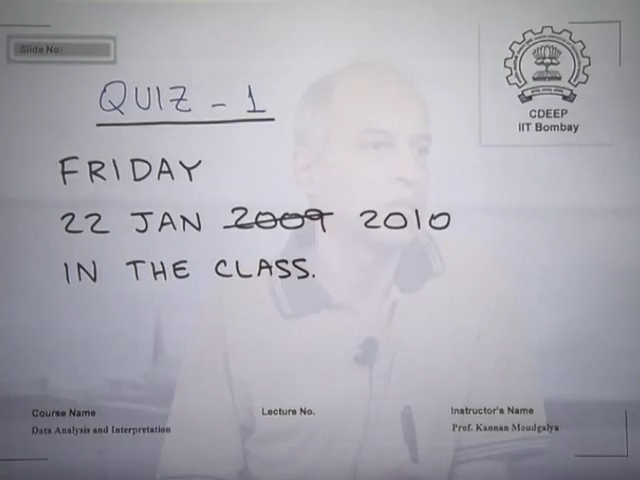 Slide No:
CDEEP
IIT Bombay
QUIZ - 1
FRIDAY
22 JAN 2009 2010
IN THE CLASS.
Course Name
Data Analysis and Interpretation
Lecture No.
Instructor's Name
Prof. Kannan Moudgalya